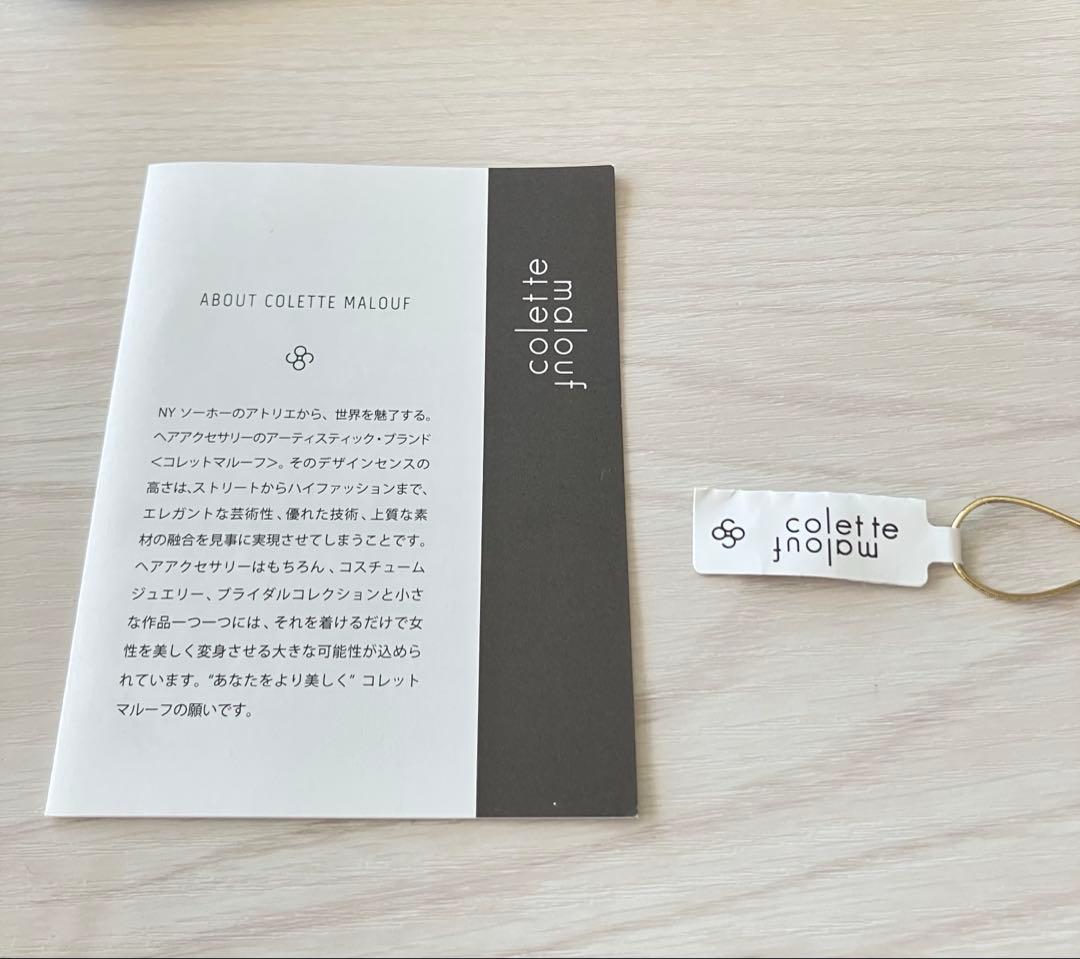 ABOUT COLETTE MALOUF
NY ソーホーのアトリエから、世界を魅了する。
ヘアアクセサリーのアーティスティック・ブランド
＜コレットマルーフ＞。そのデザインセンスの
高さは、ストリートからハイファッションまで、
エレガントな芸術性、優れた技術、上質な素
材の融合を見事に実現させてしまうことです。
ヘアアクセサリーはもちろん、コスチューム
ジュエリー、ブライダルコレクションと小さ
な作品一つ一つには、それを着けるだけで女
性を美しく変身させる大きな可能性が込めら
れています。“あなたをより美しく” コレット
マルーフの願いです。
colette
malouf
colette
malouf